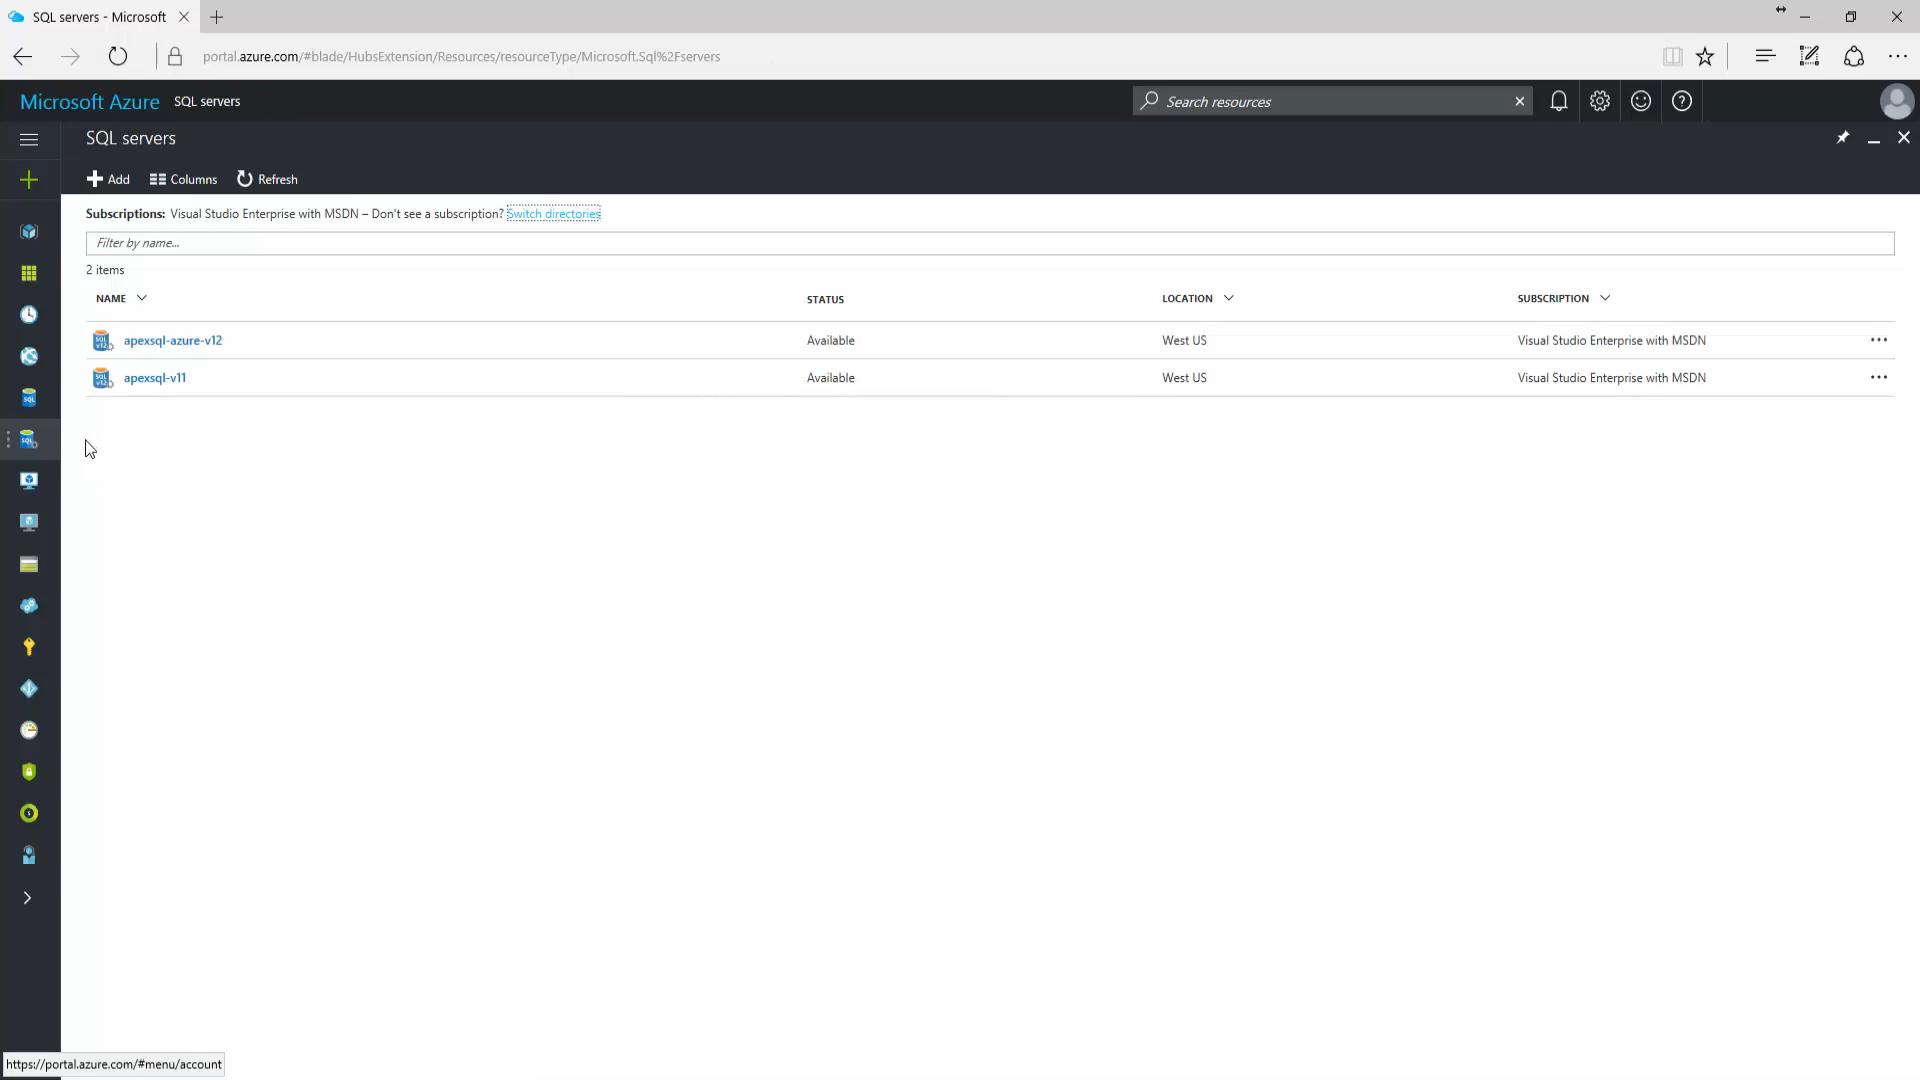 SQL servers - Microsoft
portal.azure.com/#blade/HubsExtension/Resources/resourceType/Microsoft.Sql%2Fservers
Microsoft Azure SQL servers
Search resources
SQL servers
Add Columns Refresh
Subscriptions: Visual Studio Enterprise with MSDN – Don't see a subscription? Switch directories
Filter by name...
2 items
NAME STATUS LOCATION SUBSCRIPTION
apexsql-azure-v12 Available West US Visual Studio Enterprise with MSDN
apexsql-v11 Available West US Visual Studio Enterprise with MSDN
https://portal.azure.com/#menu/account